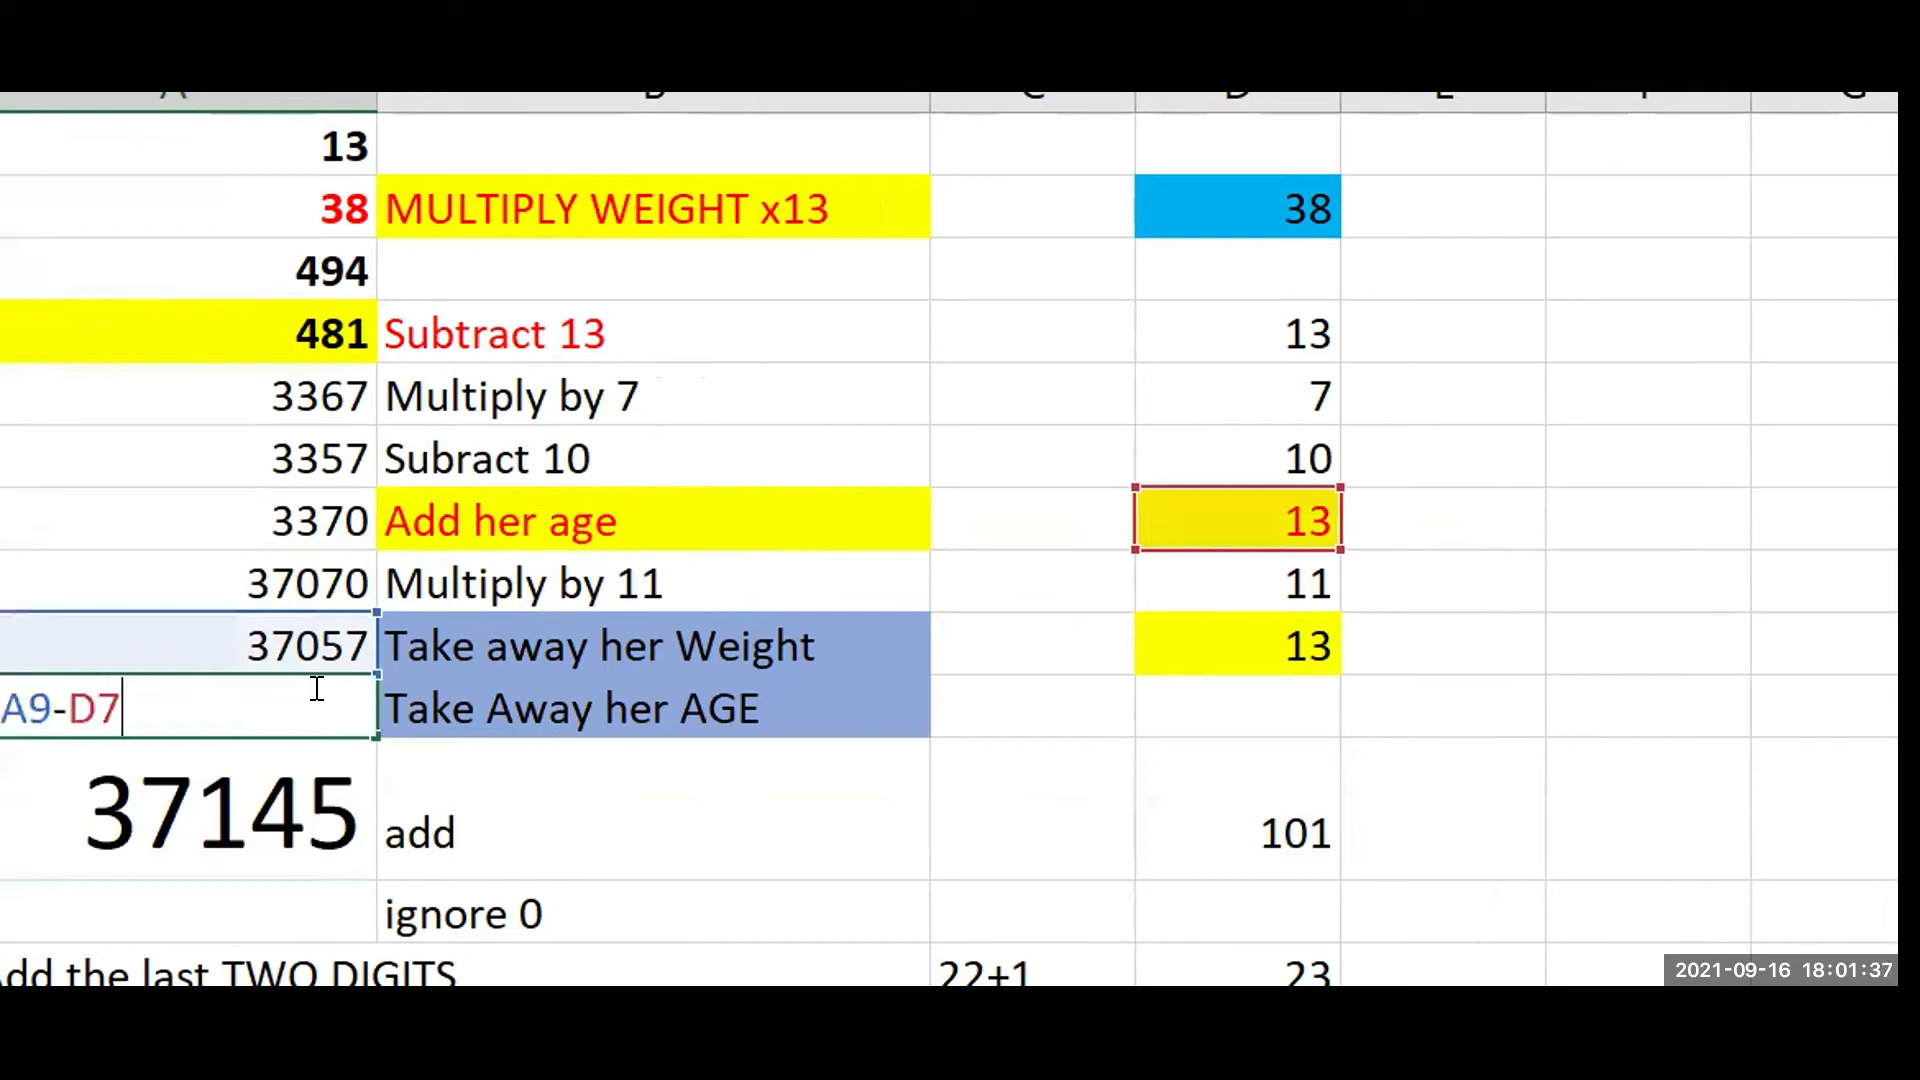 A B C D E F G
13
38 MULTIPLY WEIGHT x13 38
494
481 Subtract 13 13
3367 Multiply by 7 7
3357 Subract 10 10
3370 Add her age 13
37070 Multiply by 11 11
37057 Take away her Weight 13
A9-D7 Take Away her AGE
37145 add 101
ignore 0
Add the last TWO DIGITS 22+1 23
2021-09-16 18:01:37